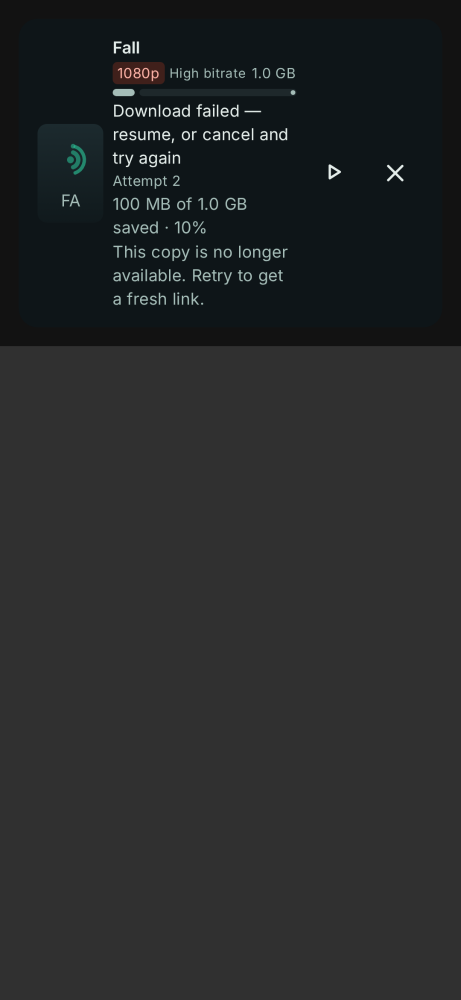 Fall
1080p High bitrate 1.0 GB
Download failed —
resume, or cancel and
try again
Attempt 2
FA
100 MB of 1.0 GB
saved · 10%
This copy is no longer
available. Retry to get
a fresh link.